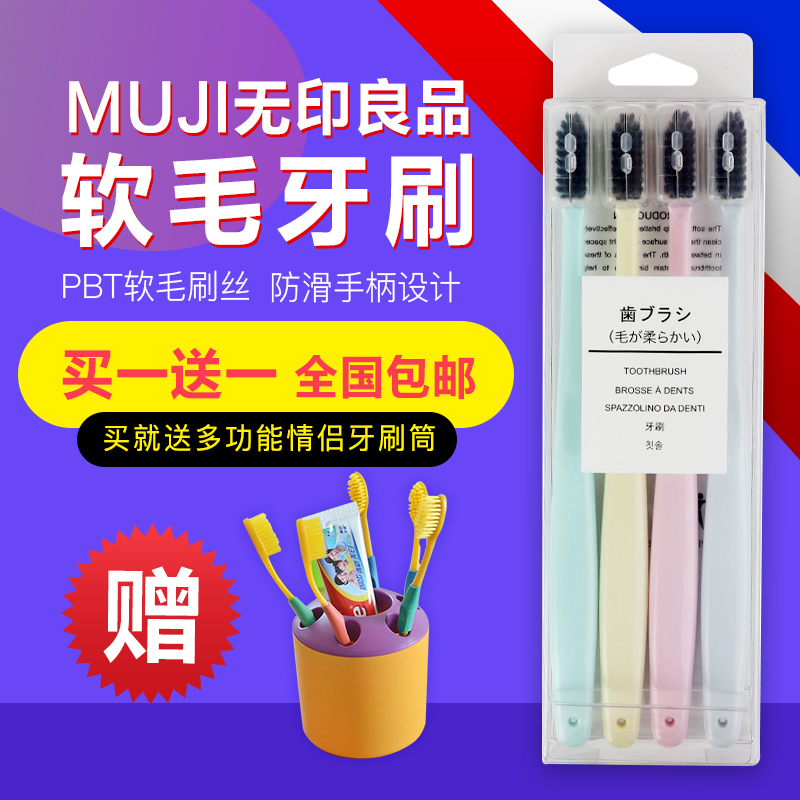 MUJI无印良品
软毛牙刷
PBT软毛刷丝 防滑手柄设计
买一送一 全国包邮
买就送多功能情侣牙刷筒
赠
歯ブラシ
(毛が柔らかい)
TOOTHBRUSH
BROSSE À DENTS
SPAZZOLINO DA DENTI
牙刷
칫솔